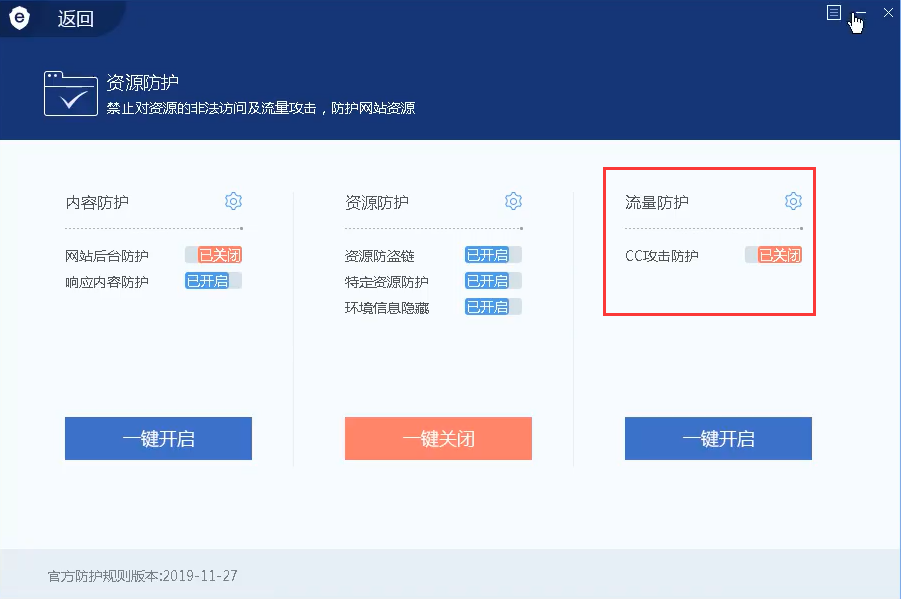 返回
资源防护
禁止对资源的非法访问及流量攻击，防护网站资源
内容防护
网站后台防护 已关闭
响应内容防护 已开启
一键开启
资源防护
资源防盗链 已开启
特定资源防护 已开启
环境信息隐藏 已开启
一键关闭
流量防护
CC攻击防护 已关闭
一键开启
官方防护规则版本:2019-11-27